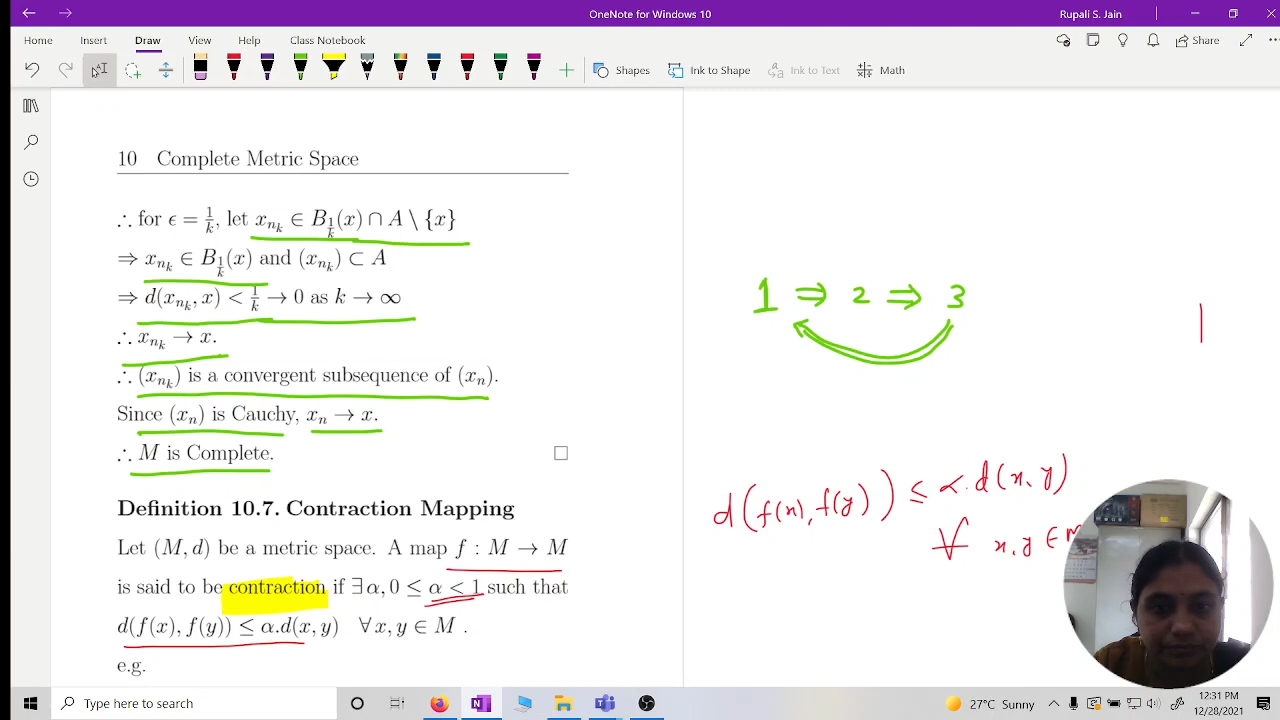 OneNote for Windows 10
Rupali S. Jain
Home Insert Draw View Help Class Notebook
Share
Shapes Ink to Shape Ink to Text Math
10 Complete Metric Space
∴ for ϵ = 1/k, let x_{n_k} ∈ B_{1/k}(x) ∩ A \ {x}
⇒ x_{n_k} ∈ B_{1/k}(x) and (x_{n_k}) ⊂ A
⇒ d(x_{n_k}, x) < 1/k → 0 as k → ∞
∴ x_{n_k} → x.
∴ (x_{n_k}) is a convergent subsequence of (x_n).
Since (x_n) is Cauchy, x_n → x.
∴ M is Complete. □
Definition 10.7. Contraction Mapping
Let (M, d) be a metric space. A map f : M → M
is said to be contraction if ∃ α, 0 ≤ α < 1 such that
d(f(x), f(y)) ≤ α.d(x, y) ∀ x, y ∈ M .
e.g.
1 ⇒ 2 ⇒ 3
d(f(x), f(y)) ≤ α.d(x, y)
∀ x, y ∈ M
Type here to search
27°C Sunny
12:31 PM
12/28/2021